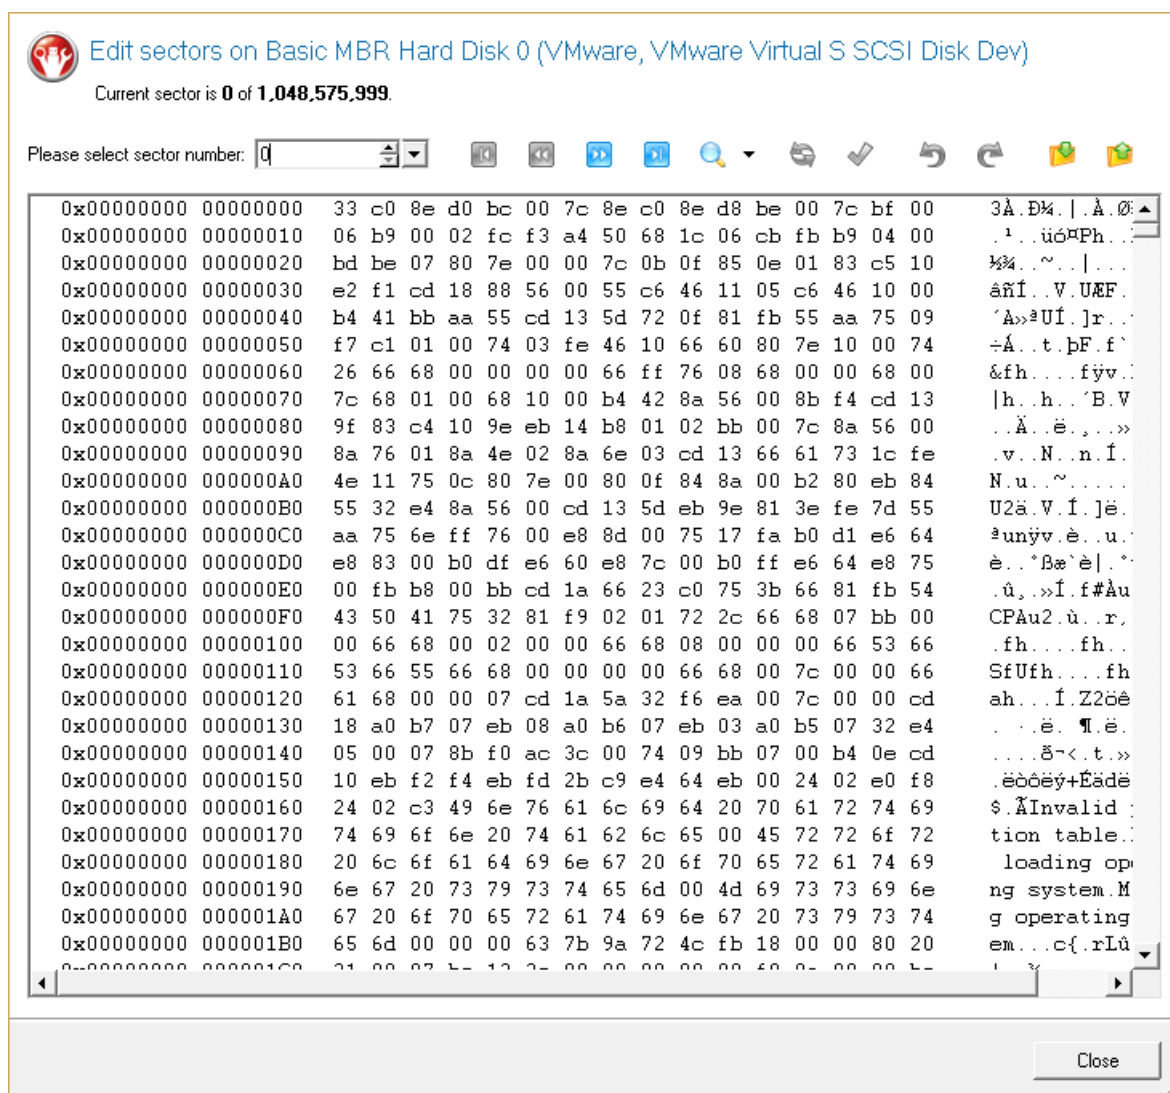 Edit sectors on Basic MBR Hard Disk 0 (VMware, VMware Virtual S SCSI Disk Dev)
Current sector is 0 of 1,048,575,999.
Please select sector number: 0
0x00000000 00000000 33 c0 8e d0 bc 00 7c 8e c0 8e d8 be 00 7c bf 00 3À.Ð¼.|.À.Ø
0x00000000 00000010 06 b9 00 02 fc f3 a4 50 68 1c 06 cb fb b9 04 00 .¹..üó¤Ph..
0x00000000 00000020 bd be 07 80 7e 00 00 7c 0b 0f 85 0e 01 83 c5 10 ½¾..~..|...
0x00000000 00000030 e2 f1 cd 18 88 56 00 55 c6 46 11 05 c6 46 10 00 âñÍ..V.UÆF.
0x00000000 00000040 b4 41 bb aa 55 cd 13 5d 72 0f 81 fb 55 aa 75 09 ´A»ªUÍ.]r..
0x00000000 00000050 f7 c1 01 00 74 03 fe 46 10 66 60 80 7e 10 00 74 ÷Á..t.þF.f`
0x00000000 00000060 26 66 68 00 00 00 00 66 ff 76 08 68 00 00 68 00 &fh....fÿv.
0x00000000 00000070 7c 68 01 00 68 10 00 b4 42 8a 56 00 8b f4 cd 13 |h..h..´B.V
0x00000000 00000080 9f 83 c4 10 9e eb 14 b8 01 02 bb 00 7c 8a 56 00 ..Ä..ë.¸..»
0x00000000 00000090 8a 76 01 8a 4e 02 8a 6e 03 cd 13 66 61 73 1c fe .v..N..n.Í.
0x00000000 000000A0 4e 11 75 0c 80 7e 00 80 0f 84 8a 00 b2 80 eb 84 N.u..~.....
0x00000000 000000B0 55 32 e4 8a 56 00 cd 13 5d eb 9e 81 3e fe 7d 55 U2ä.V.Í.]ë.
0x00000000 000000C0 aa 75 6e ff 76 00 e8 8d 00 75 17 fa b0 d1 e6 64 ªunÿv.è..u.
0x00000000 000000D0 e8 83 00 b0 df e6 60 e8 7c 00 b0 ff e6 64 e8 75 è..°ßæ`è|.°
0x00000000 000000E0 00 fb b8 00 bb cd 1a 66 23 c0 75 3b 66 81 fb 54 .û¸.»Í.f#Àu
0x00000000 000000F0 43 50 41 75 32 81 f9 02 01 72 2c 66 68 07 bb 00 CPAu2.ù..r,
0x00000000 00000100 00 66 68 00 02 00 00 66 68 08 00 00 00 66 53 66 .fh....fh..
0x00000000 00000110 53 66 55 66 68 00 00 00 00 66 68 00 7c 00 00 66 SfUfh....fh
0x00000000 00000120 61 68 00 00 07 cd 1a 5a 32 f6 ea 00 7c 00 00 cd ah...Í.Z2öê
0x00000000 00000130 18 a0 b7 07 eb 08 a0 b6 07 eb 03 a0 b5 07 32 e4 . ·.ë. ¶.ë.
0x00000000 00000140 05 00 07 8b f0 ac 3c 00 74 09 bb 07 00 b4 0e cd ....ð¬<.t.»
0x00000000 00000150 10 eb f2 f4 eb fd 2b c9 e4 64 eb 00 24 02 e0 f8 .ëòôëý+Éädë
0x00000000 00000160 24 02 c3 49 6e 76 61 6c 69 64 20 70 61 72 74 69 $.ÃInvalid
0x00000000 00000170 74 69 6f 6e 20 74 61 62 6c 65 00 45 72 72 6f 72 tion table.
0x00000000 00000180 20 6c 6f 61 64 69 6e 67 20 6f 70 65 72 61 74 69 loading op
0x00000000 00000190 6e 67 20 73 79 73 74 65 6d 00 4d 69 73 73 69 6e ng system.M
0x00000000 000001A0 67 20 6f 70 65 72 61 74 69 6e 67 20 73 79 73 74 g operating
0x00000000 000001B0 65 6d 00 00 00 63 7b 9a 72 4c fb 18 00 00 80 20 em...c{.rLû
Close